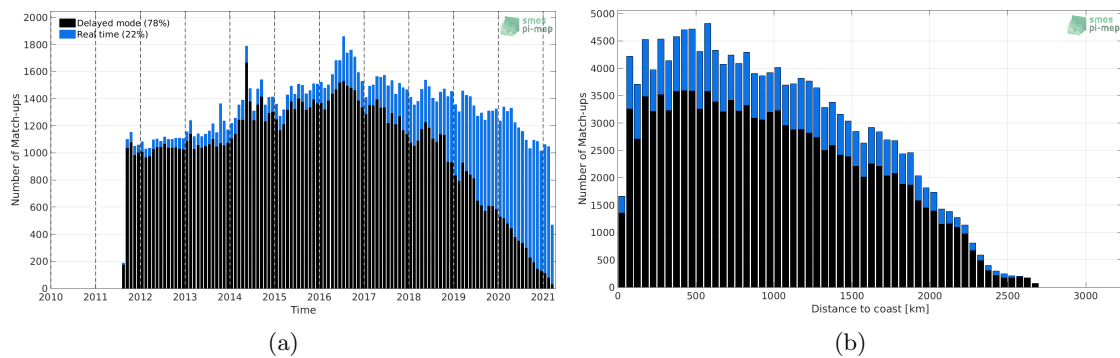 2000
1800
1600
1400
1200
1000
800
600
400
200
0
Number of Match-ups
Delayed mode (78%)
Real time (22%)
smos
pi-mep
2010 2011 2012 2013 2014 2015 2016 2017 2018 2019 2020 2021
Time
(a)
5000
4500
4000
3500
3000
2500
2000
1500
1000
500
0
Number of Match-ups
smos
pi-mep
0 500 1000 1500 2000 2500 3000
Distance to coast [km]
(b)